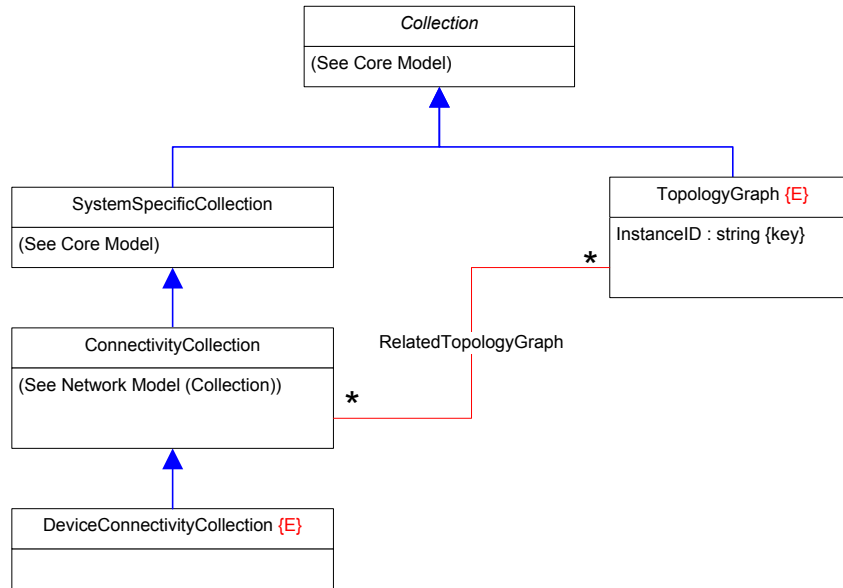 Collection
(See Core Model)
SystemSpecificCollection
(See Core Model)
TopologyGraph {E}
InstanceID : string {key}
*
RelatedTopologyGraph
ConnectivityCollection
(See Network Model (Collection))
*
DeviceConnectivityCollection {E}